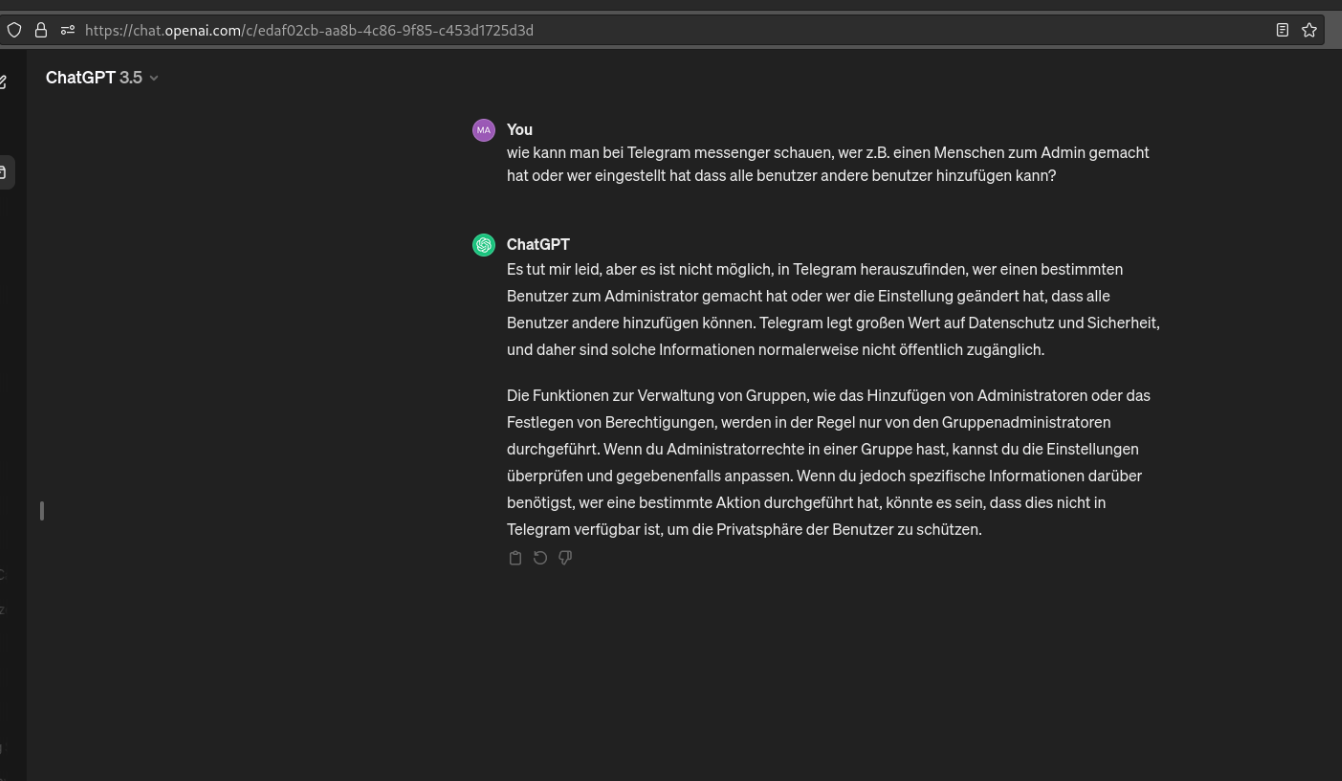 https://chat.openai.com/c/edaf02cb-aa8b-4c86-9f85-c453d1725d3d
ChatGPT 3.5
MA
You
wie kann man bei Telegram messenger schauen, wer z.B. einen Menschen zum Admin gemacht
hat oder wer eingestellt hat dass alle benutzer andere benutzer hinzufügen kann?
ChatGPT
Es tut mir leid, aber es ist nicht möglich, in Telegram herauszufinden, wer einen bestimmten
Benutzer zum Administrator gemacht hat oder wer die Einstellung geändert hat, dass alle
Benutzer andere hinzufügen können. Telegram legt großen Wert auf Datenschutz und Sicherheit,
und daher sind solche Informationen normalerweise nicht öffentlich zugänglich.
Die Funktionen zur Verwaltung von Gruppen, wie das Hinzufügen von Administratoren oder das
Festlegen von Berechtigungen, werden in der Regel nur von den Gruppenadministratoren
durchgeführt. Wenn du Administratorrechte in einer Gruppe hast, kannst du die Einstellungen
überprüfen und gegebenenfalls anpassen. Wenn du jedoch spezifische Informationen darüber
benötigst, wer eine bestimmte Aktion durchgeführt hat, könnte es sein, dass dies nicht in
Telegram verfügbar ist, um die Privatsphäre der Benutzer zu schützen.